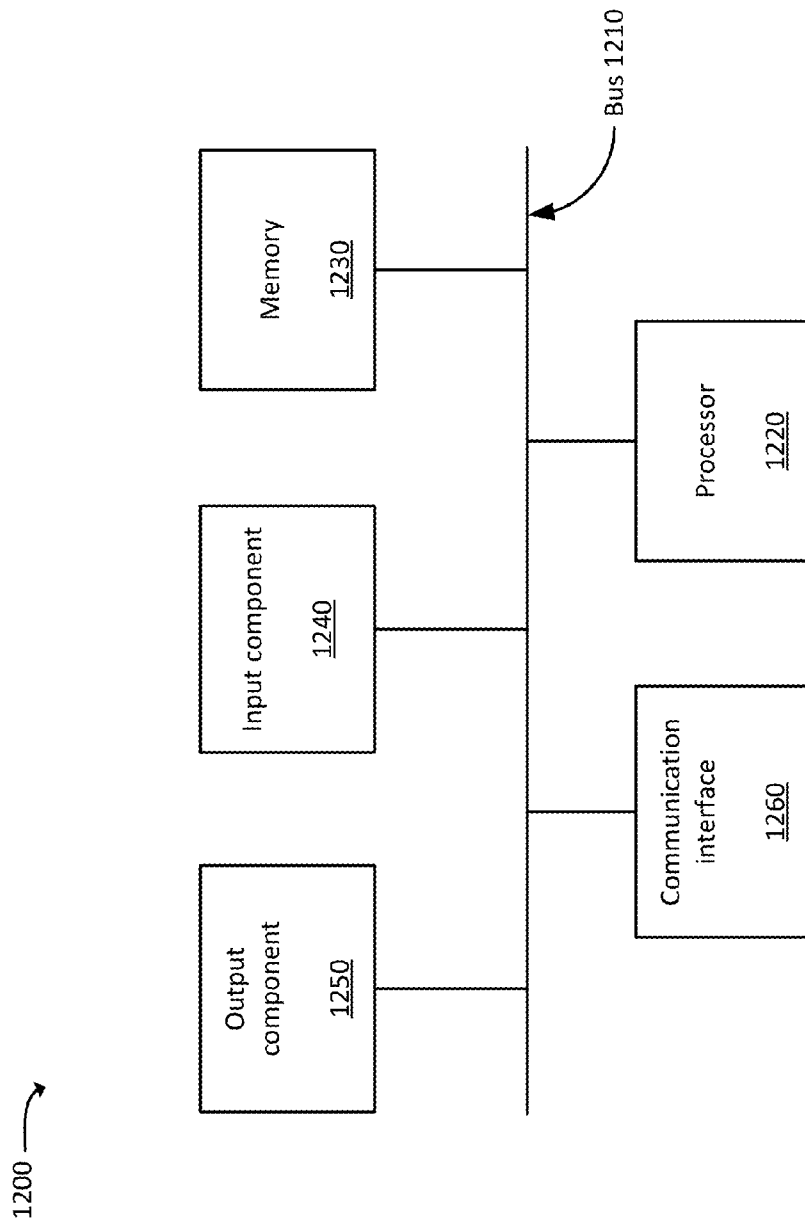 1200
Output
component
1250
Input component
1240
Memory
1230
Communication
interface
1260
Processor
1220
Bus 1210